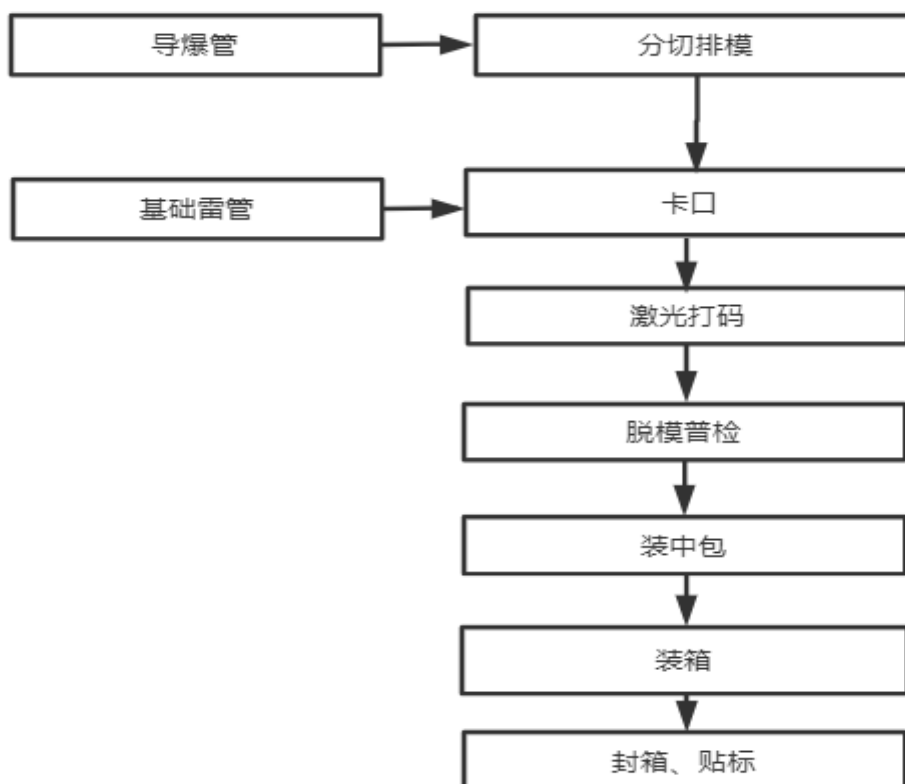 导爆管
分切排模
基础雷管
卡口
激光打码
脱模普检
装中包
装箱
封箱、贴标